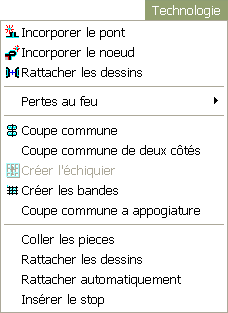 Technologie
Incorporer le pont
Incorporer le noeud
Rattacher les dessins
Pertes au feu
Coupe commune
Coupe commune de deux côtés
Créer l'échiquier
Créer les bandes
Coupe commune a appogiature
Coller les pieces
Rattacher les dessins
Rattacher automatiquement
Insérer le stop